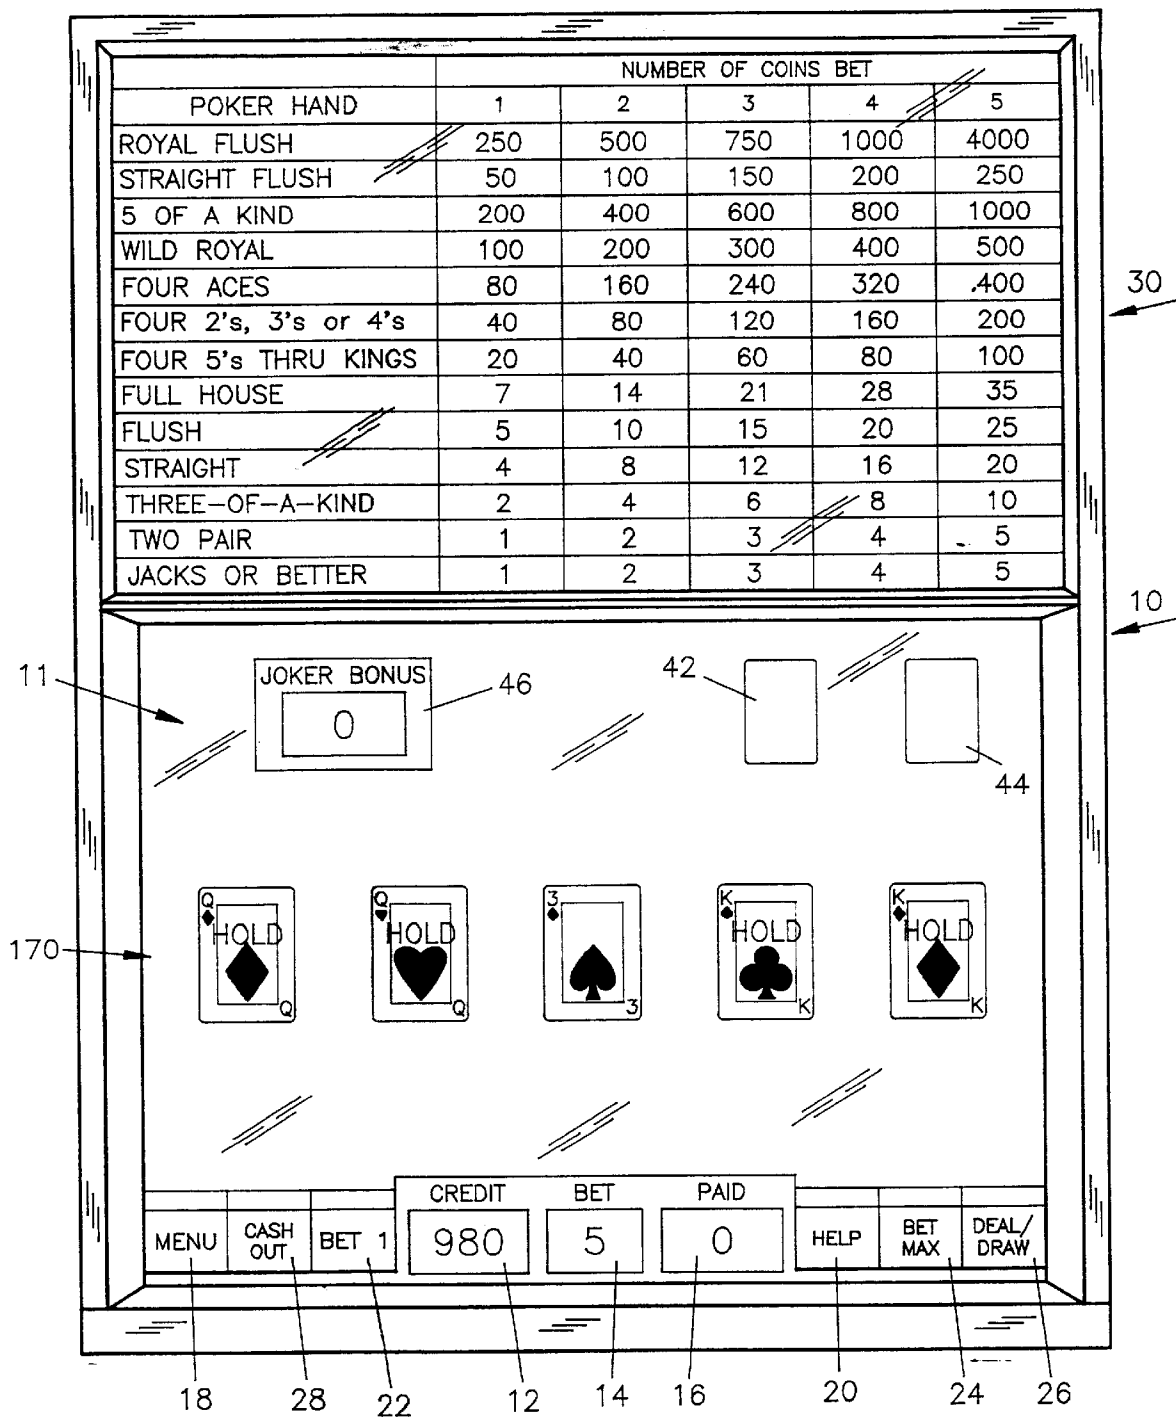 NUMBER OF COINS BET
POKER HAND 1 2 3 4 5
ROYAL FLUSH 250 500 750 1000 4000
STRAIGHT FLUSH 50 100 150 200 250
5 OF A KIND 200 400 600 800 1000
WILD ROYAL 100 200 300 400 500
FOUR ACES 80 160 240 320 400
FOUR 2's, 3's or 4's 40 80 120 160 200
FOUR 5's THRU KINGS 20 40 60 80 100
FULL HOUSE 7 14 21 28 35
FLUSH 5 10 15 20 25
STRAIGHT 4 8 12 16 20
THREE-OF-A-KIND 2 4 6 8 10
TWO PAIR 1 2 3 4 5
JACKS OR BETTER 1 2 3 4 5
30
10
11
JOKER BONUS
0
46
42
44
170
Q Q 3 K K
HOLD HOLD HOLD HOLD
Q Q 3 K K
CREDIT BET PAID
MENU CASH OUT BET 1 980 5 0 HELP BET MAX DEAL/ DRAW
18 28 22 12 14 16 20 24 26